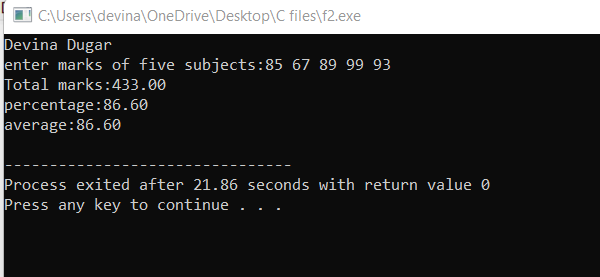 C:\Users\devina\OneDrive\Desktop\C files\f2.exe
Devina Dugar
enter marks of five subjects:85 67 89 99 93
Total marks:433.00
percentage:86.60
average:86.60
--------------------------------
Process exited after 21.86 seconds with return value 0
Press any key to continue . . .